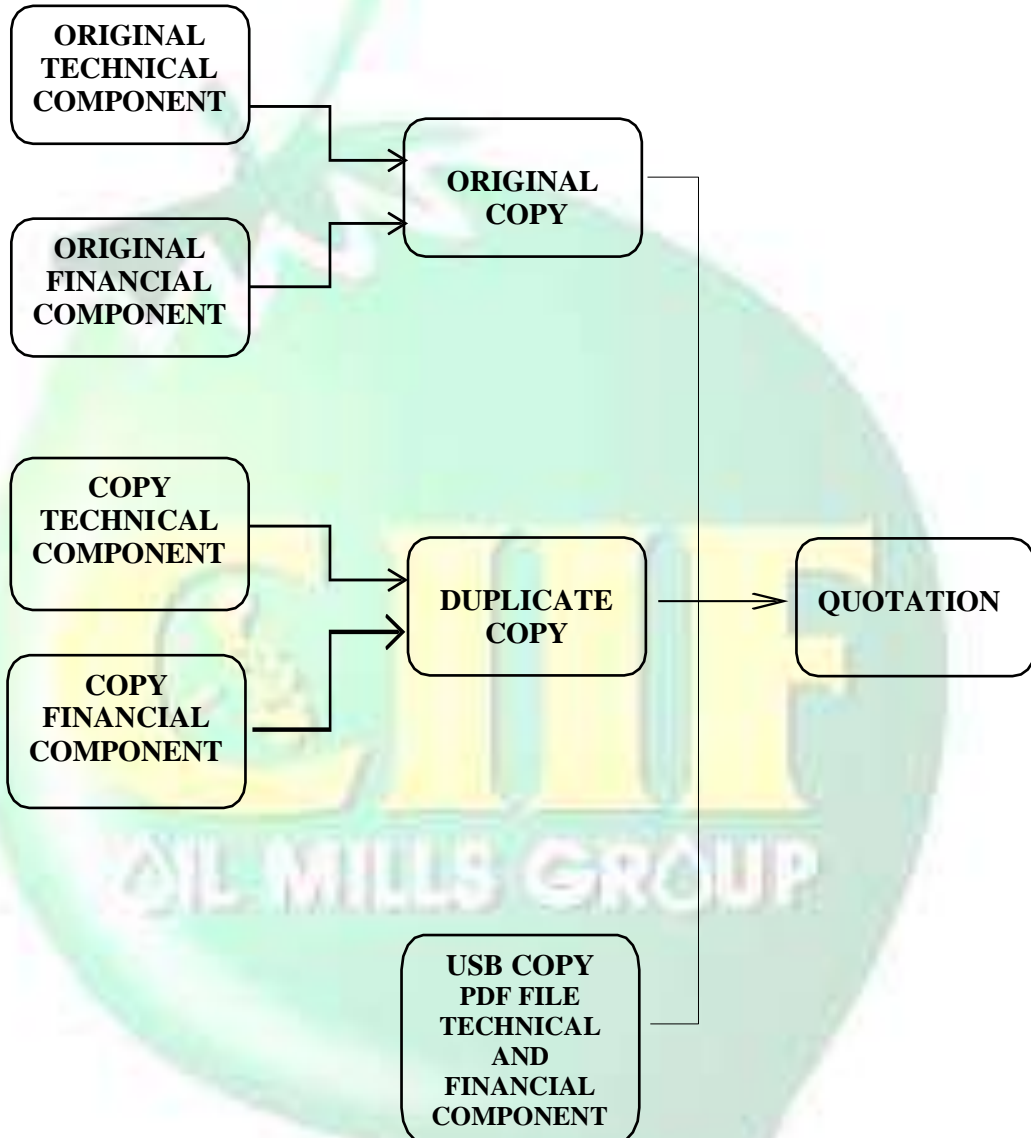 ORIGINAL
TECHNICAL
COMPONENT
ORIGINAL
COPY
ORIGINAL
FINANCIAL
COMPONENT
COPY
TECHNICAL
COMPONENT
DUPLICATE
COPY
QUOTATION
COPY
FINANCIAL
COMPONENT
CIIF
OIL MILLS GROUP
USB COPY
PDF FILE
TECHNICAL
AND
FINANCIAL
COMPONENT